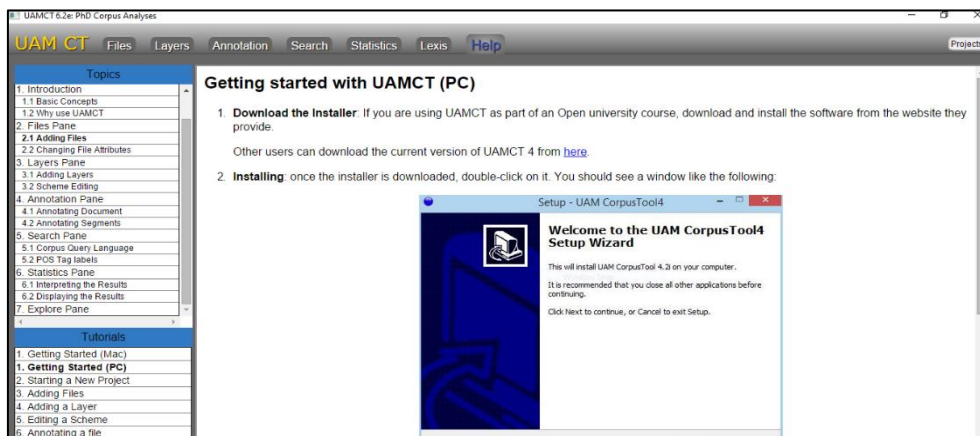 UAMCT 6.2e: PhD Corpus Analyses
UAM CT Files Layers Annotation Search Statistics Lexis Help Projects
Topics
1. Introduction
1.1 Basic Concepts
1.2 Why use UAMCT
2. Files Pane
2.1 Adding Files
2.2 Changing File Attributes
3. Layers Pane
3.1 Adding Layers
3.2 Scheme Editing
4. Annotation Pane
4.1 Annotating Document
4.2 Annotating Segments
5. Search Pane
5.1 Corpus Query Language
5.2 POS Tag labels
6. Statistics Pane
6.1 Interpreting the Results
6.2 Displaying the Results
7. Explore Pane
Tutorials
1. Getting Started (Mac)
1. Getting Started (PC)
2. Starting a New Project
3. Adding Files
4. Adding a Layer
5. Editing a Scheme
6. Annotating a file
Getting started with UAMCT (PC)
1. Download the Installer: If you are using UAMCT as part of an Open university course, download and install the software from the website they
provide.
Other users can download the current version of UAMCT 4 from here.
2. Installing: once the installer is downloaded, double-click on it. You should see a window like the following:
Setup - UAM CorpusTool4
Welcome to the UAM CorpusTool4
Setup Wizard
This will install UAM CorpusTool 4.2i on your computer.
It is recommended that you close all other applications before
continuing.
Click Next to continue, or Cancel to exit Setup.